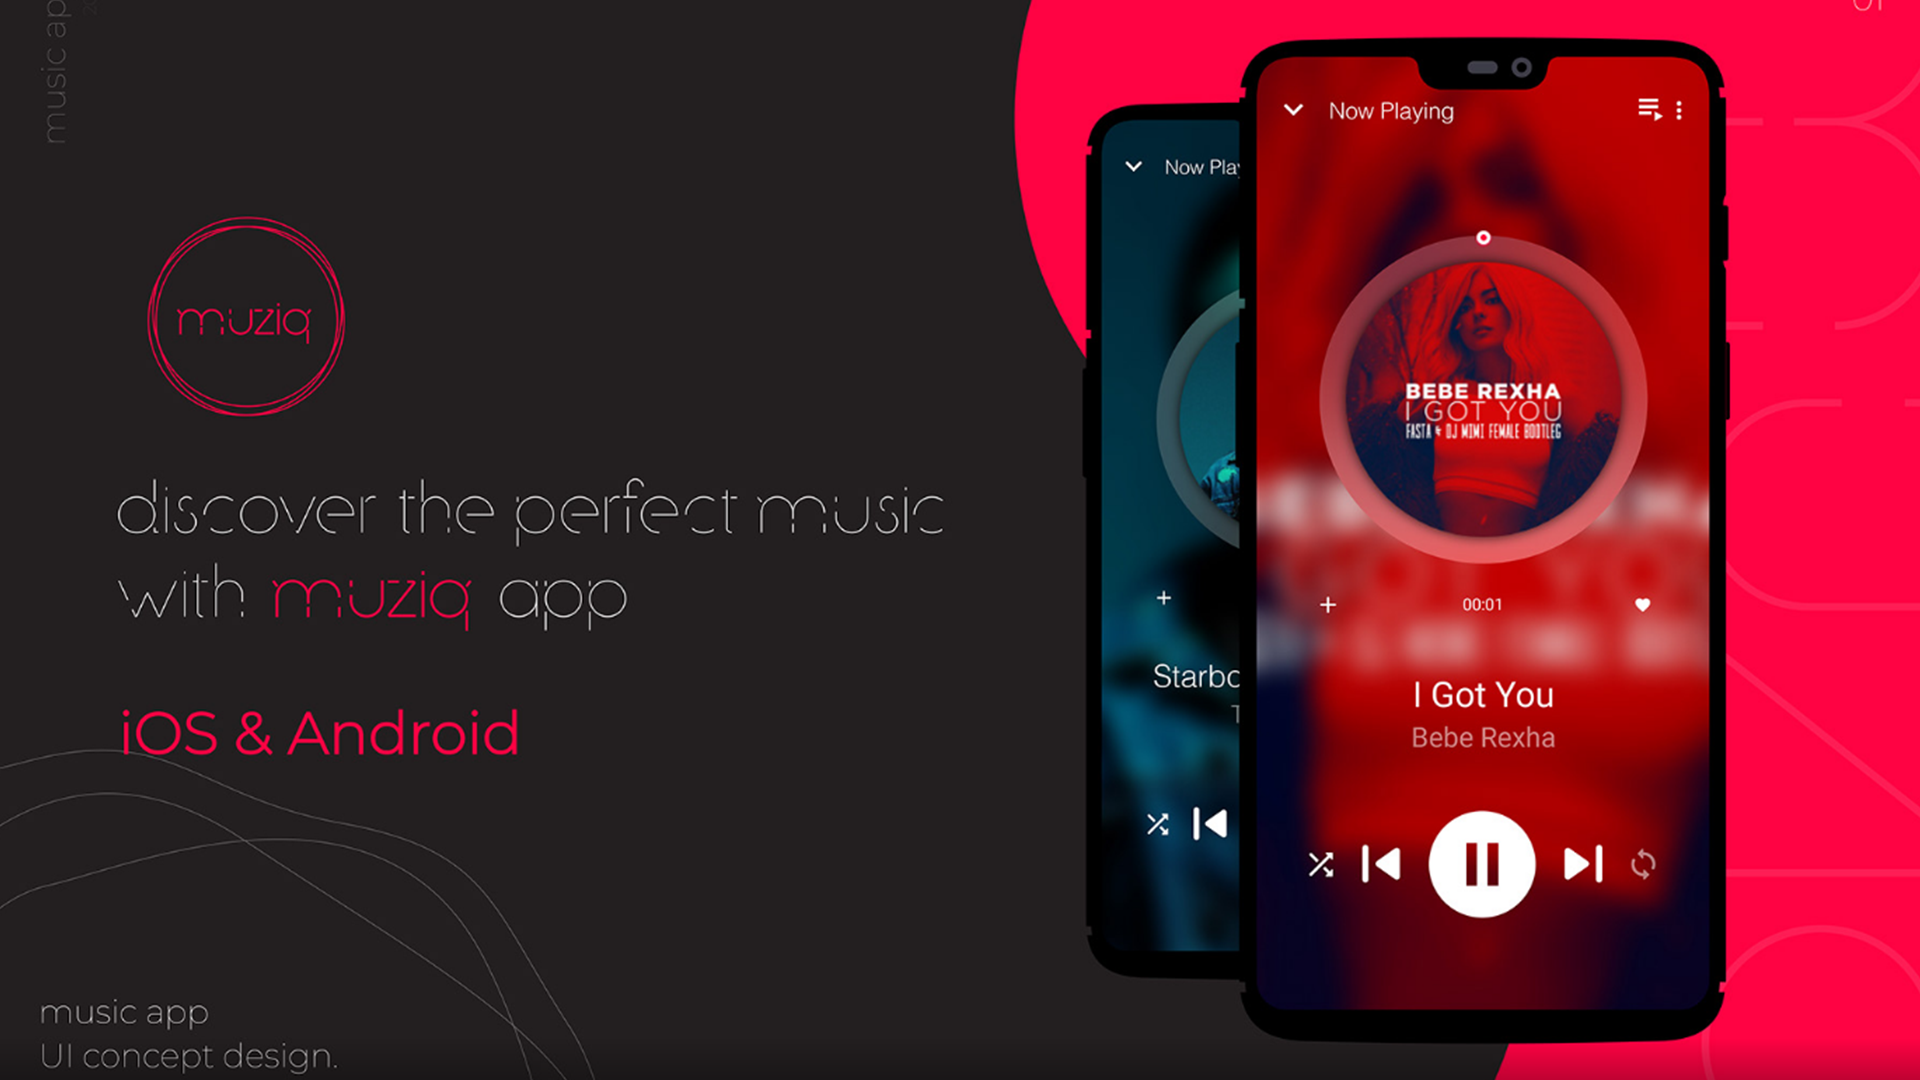 music ap
muziq
discover the perfect music
with muziq app
iOS & Android
music app
UI concept design.
Now Play
Starbo
T
Now Playing
BEBE REXHA
I GOT YOU
FASTA & DJ MIMI FEMALE BOOTLEG
00:01
I Got You
Bebe Rexha